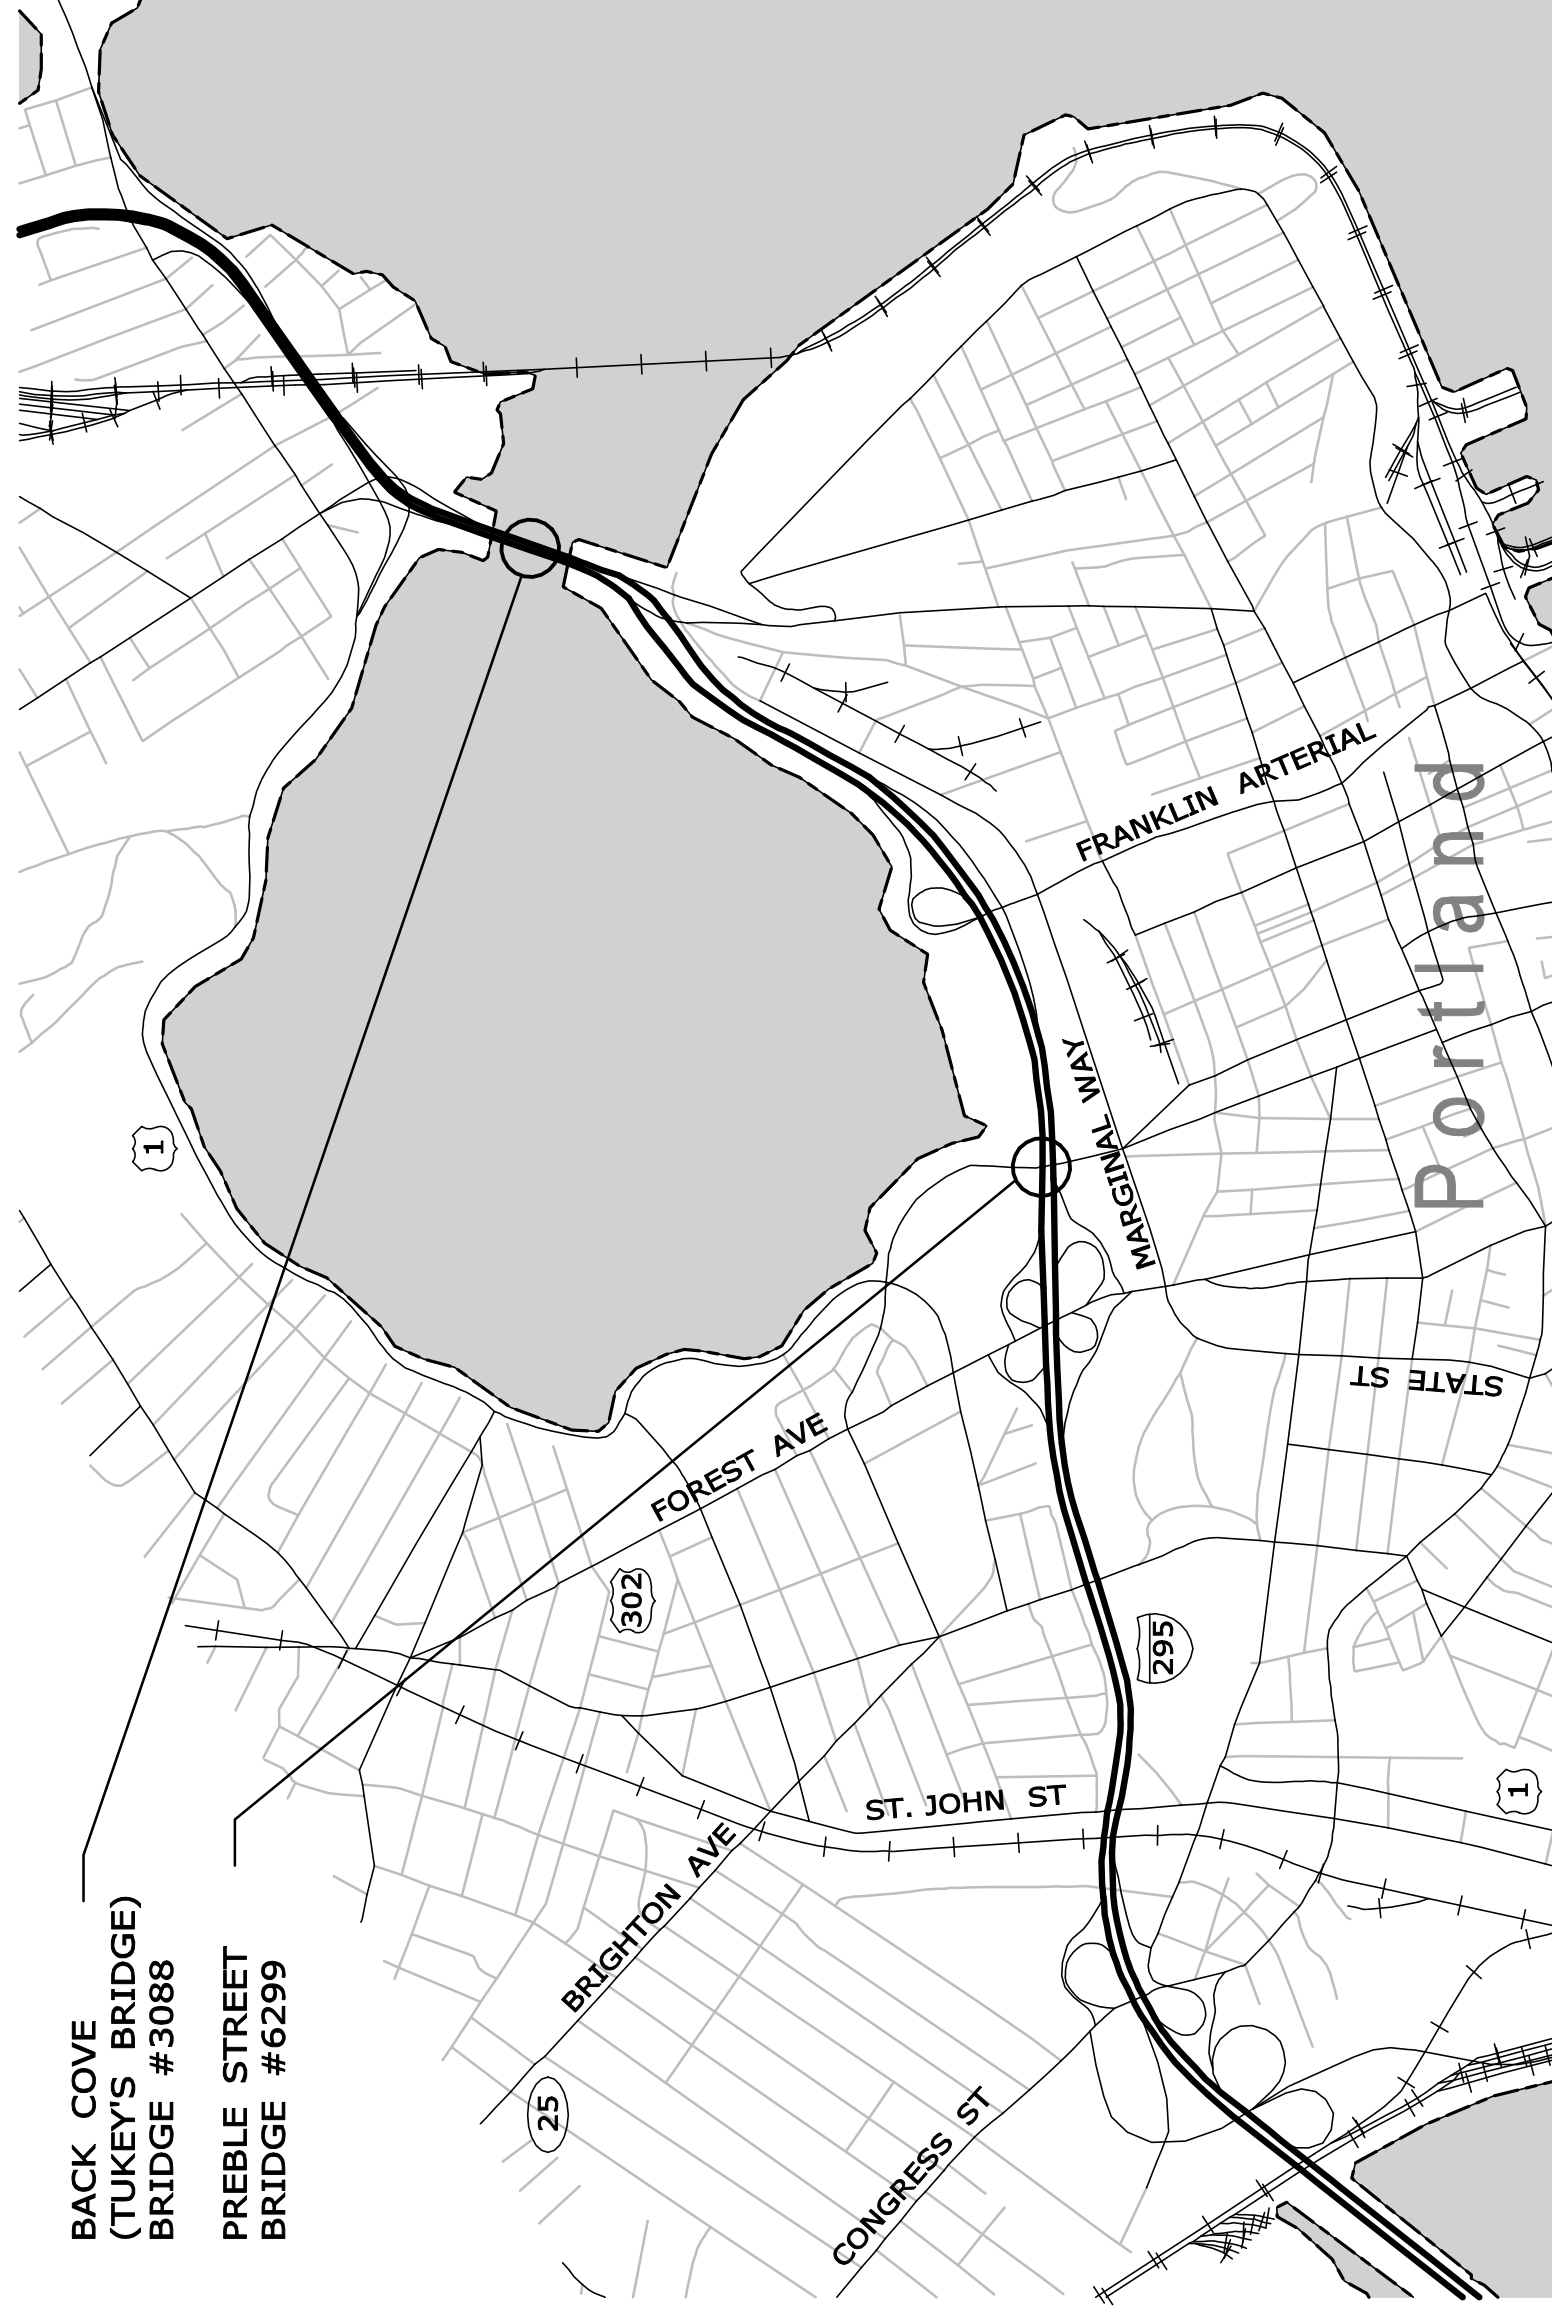 BACK COVE
(TUKEY'S BRIDGE)
BRIDGE #3088
PREBLE STREET
BRIDGE #6299
1
302
25
BRIGHTON AVE
FOREST AVE
CONGRESS ST
ST. JOHN ST
295
MARGINAL WAY
FRANKLIN ARTERIAL
STATE ST
Portland
1